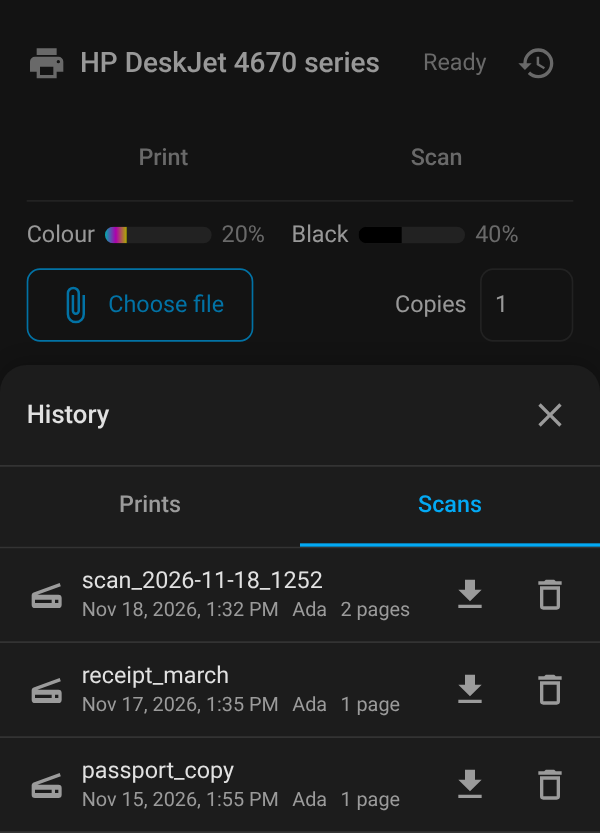 HP DeskJet 4670 series Ready
Print Scan
Colour 20% Black 40%
Choose file Copies 1
History
Prints Scans
scan_2026-11-18_1252
Nov 18, 2026, 1:32 PM Ada 2 pages
receipt_march
Nov 17, 2026, 1:35 PM Ada 1 page
passport_copy
Nov 15, 2026, 1:55 PM Ada 1 page